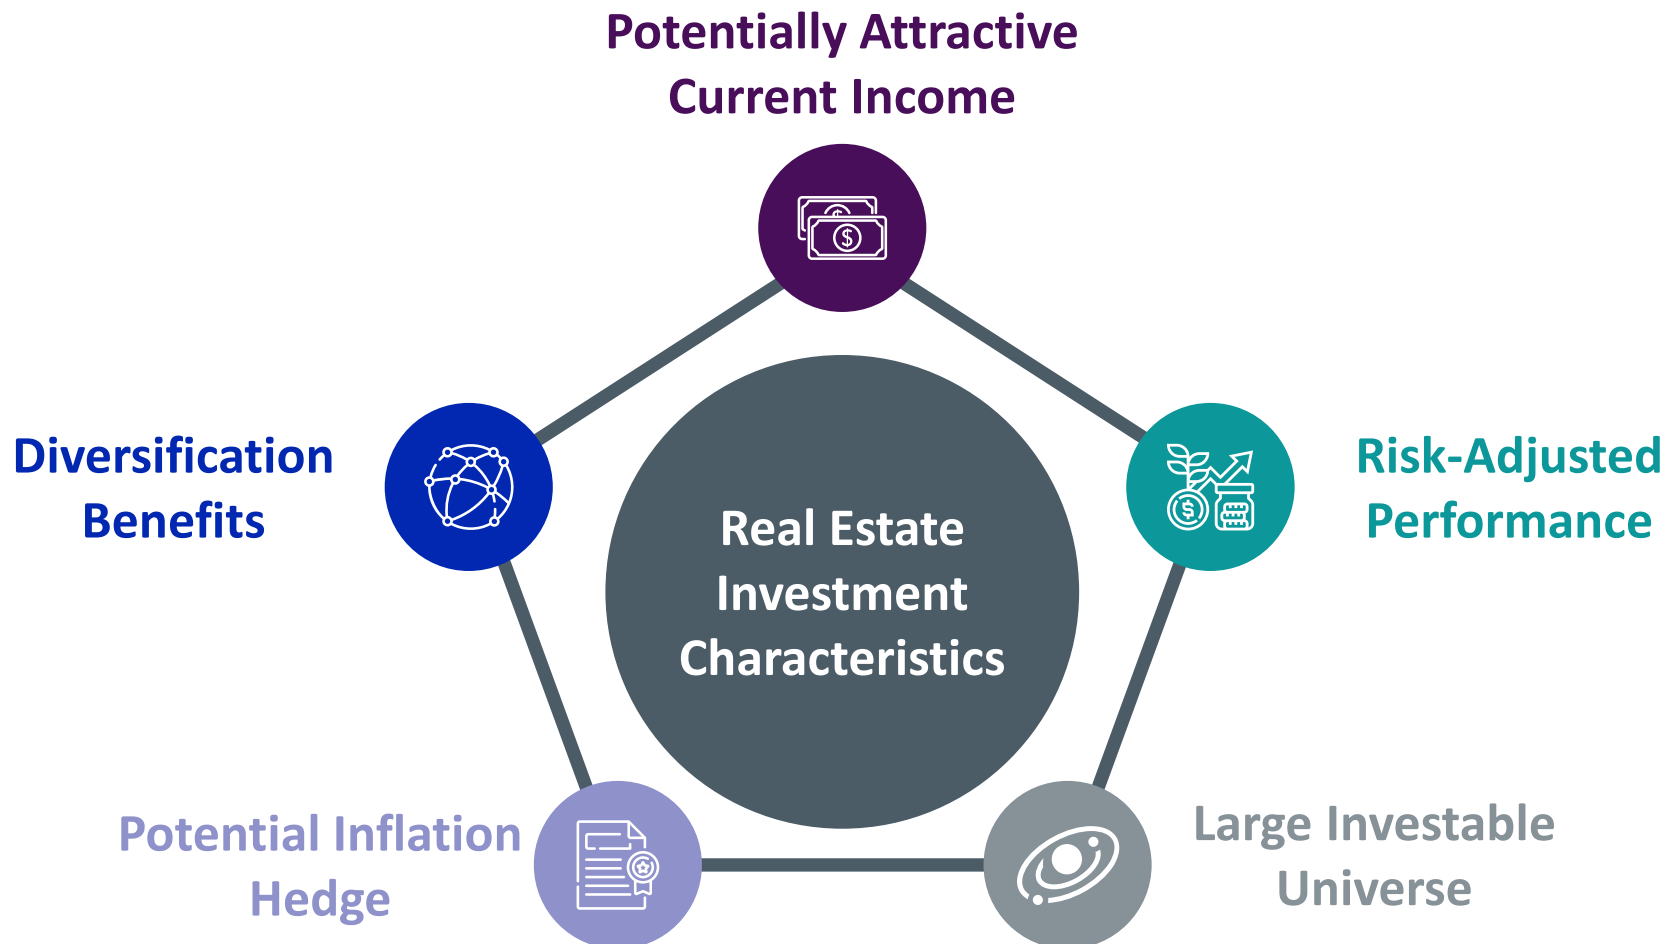 Potentially Attractive
Current Income
$
$
Diversification
Benefits
Risk-Adjusted
Performance
$
Real Estate
Investment
Characteristics
Potential Inflation
Hedge
Large Investable
Universe